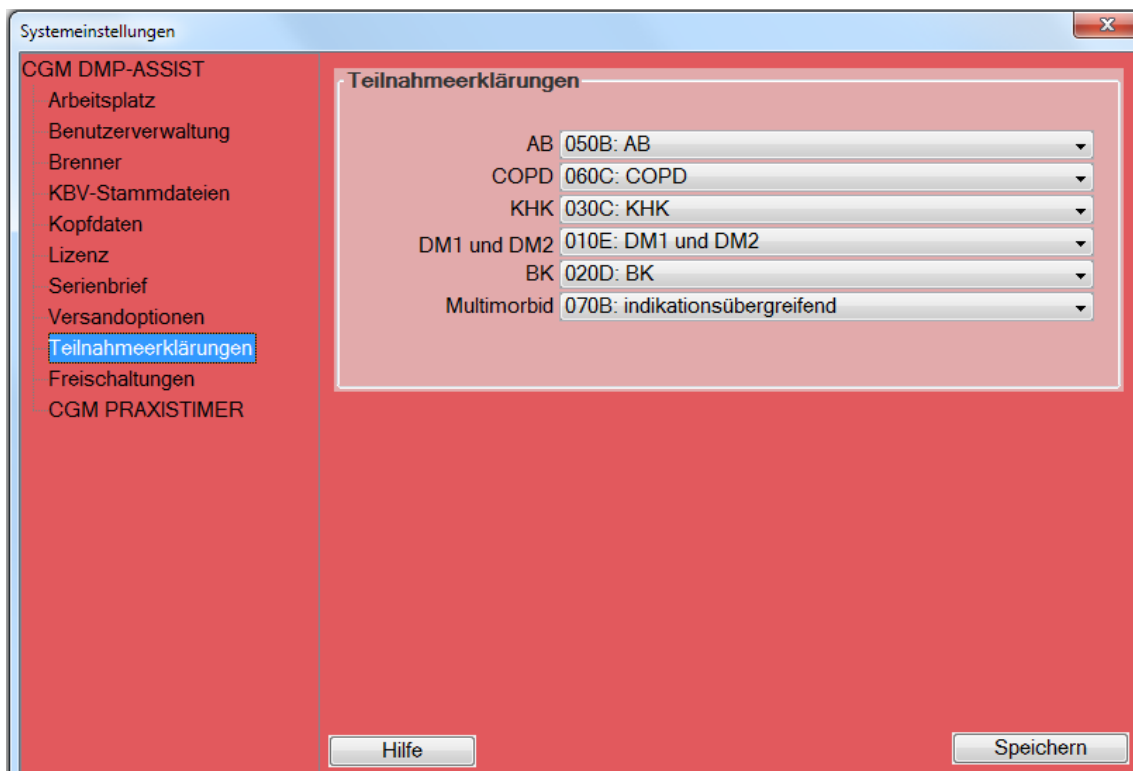 Systemeinstellungen
x
CGM DMP-ASSIST
Arbeitsplatz
Benutzerverwaltung
Brenner
KBV-Stammdateien
Kopfdaten
Lizenz
Serienbrief
Versandoptionen
Teilnahmeerklärungen
Freischaltungen
CGM PRAXISTIMER
Teilnahmeerklärungen
AB 050B: AB
COPD 060C: COPD
KHK 030C: KHK
DM1 und DM2 010E: DM1 und DM2
BK 020D: BK
Multimorbid 070B: indikationsübergreifend
Hilfe
Speichern